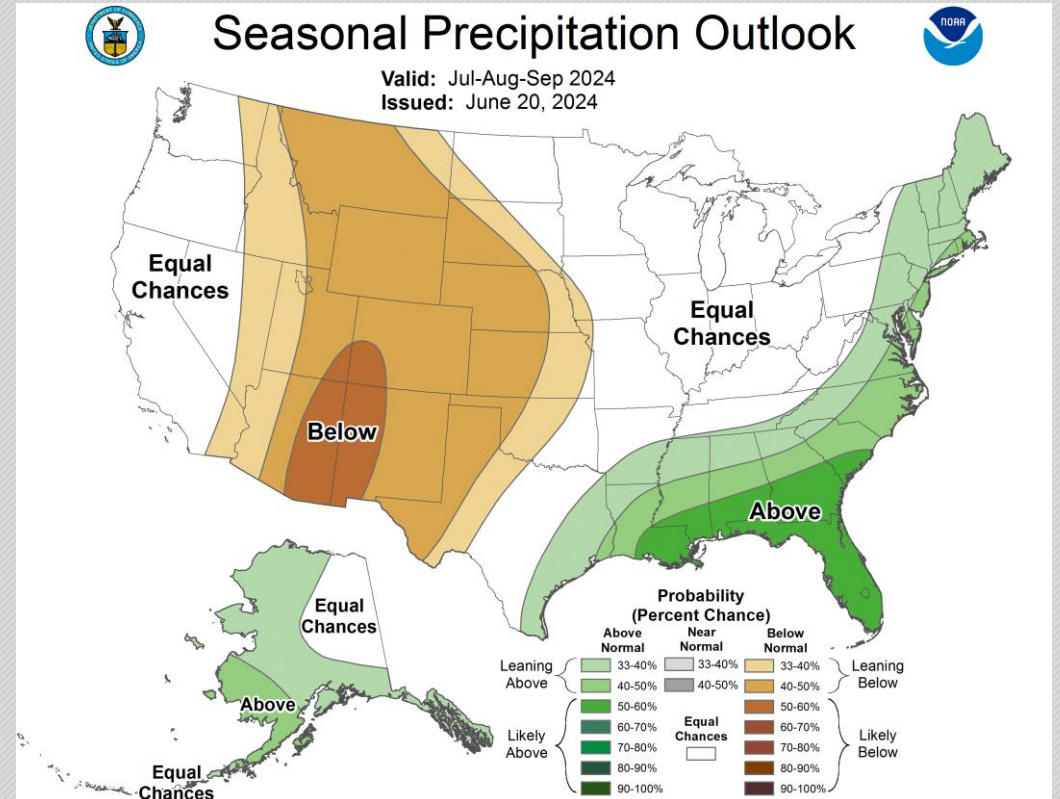 Seasonal Precipitation Outlook
NOAA
Valid: Jul-Aug-Sep 2024
Issued: June 20, 2024
Equal
Chances
Equal
Chances
Below
Above
Equal
Chances
Above
Equal
Chances
Probability
(Percent Chance)
Above
Normal
Near
Normal
Below
Normal
Leaning
Above
33-40%
33-40%
33-40%
Leaning
Below
40-50%
40-50%
40-50%
Likely
Above
50-60%
60-70%
70-80%
80-90%
90-100%
Equal
Chances
50-60%
60-70%
70-80%
80-90%
90-100%
Likely
Below